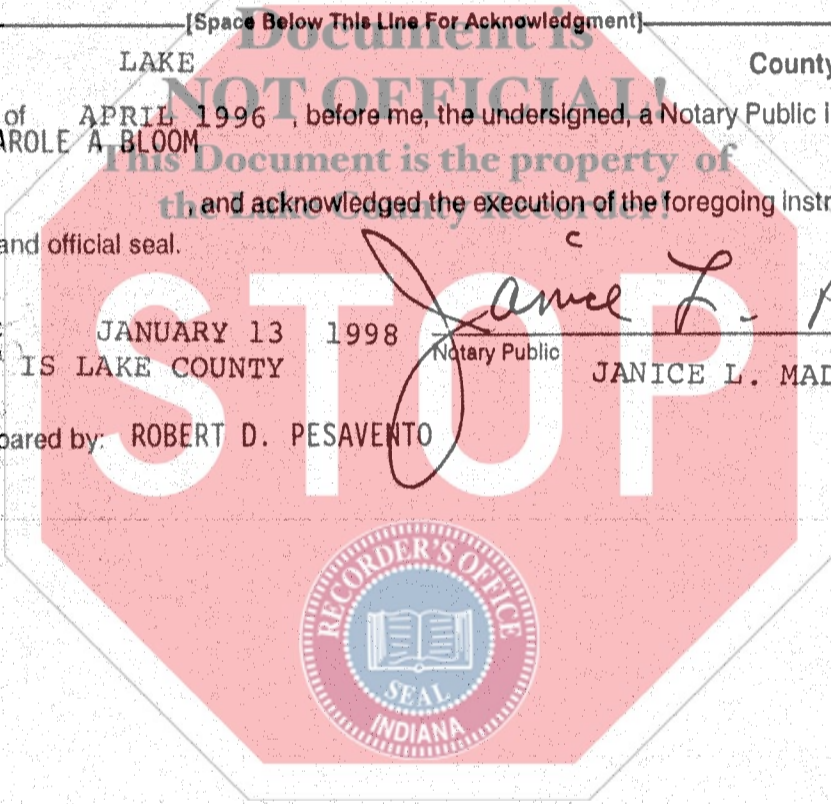 [Space Below This Line For Acknowledgment]
Document is
LAKE County
NOT OFFICIAL!
of APRIL 1996 , before me, the undersigned, a Notary Public i
AROLE A BLOOM
This Document is the property of
the Lake County Recorder!
, and acknowledged the execution of the foregoing instr
and official seal.
Janice L.
JANUARY 13 1998
Notary Public
IS LAKE COUNTY
JANICE L. MAD
pared by: ROBERT D. PESAVENTO
STOP
RECORDER'S OFFICE
SEAL
INDIANA